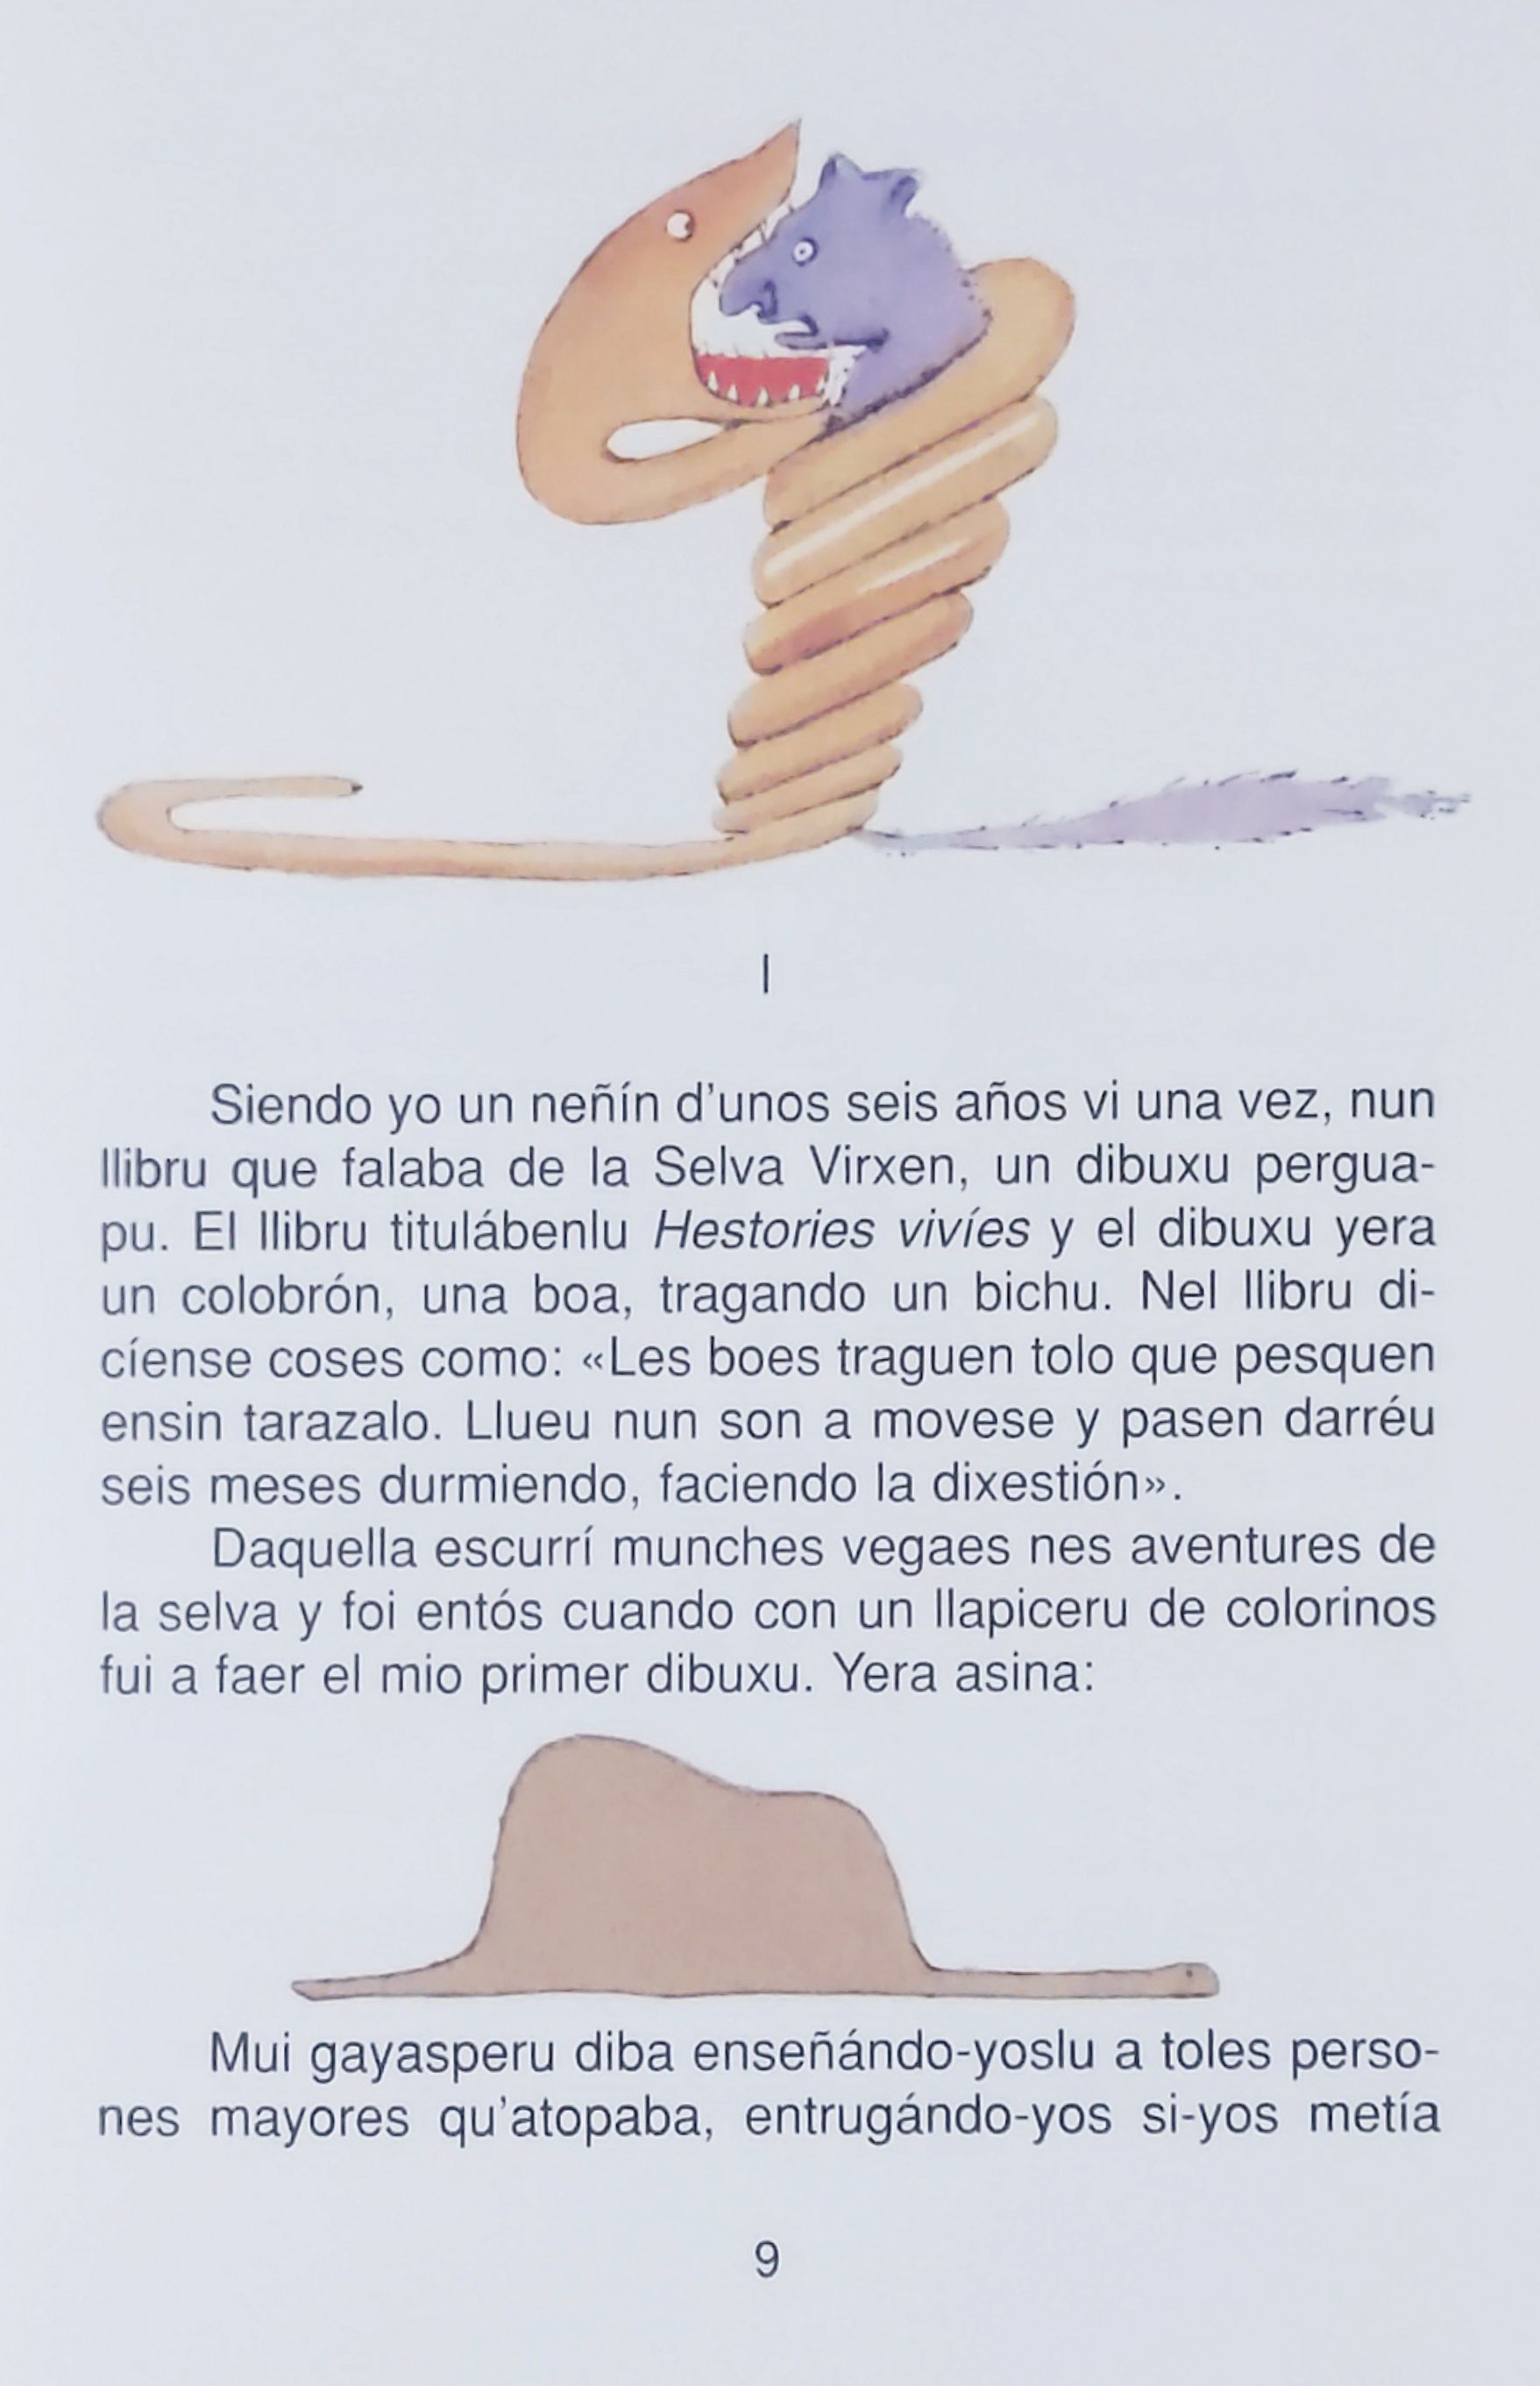 I
Siendo yo un neñín d'unos seis años vi una vez, nun
llibru que falaba de la Selva Virxen, un dibuxu pergua-
pu. El llibru titulábenlu Hestories vivíes y el dibuxu yera
un colobrón, una boa, tragando un bichu. Nel llibru di-
cíense coses como: «Les boes traguen tolo que pesquen
ensin tarazalo. Llueu nun son a movese y pasen darréu
seis meses durmiendo, faciendo la dixestión».
Daquella escurrí munches vegaes nes aventures de
la selva y foi entós cuando con un llapiceru de colorinos
fui a faer el mio primer dibuxu. Yera asina:
Mui gayasperu diba enseñándo-yoslu a toles perso-
nes mayores qu'atopaba, entrugándo-yos si-yos metía
9